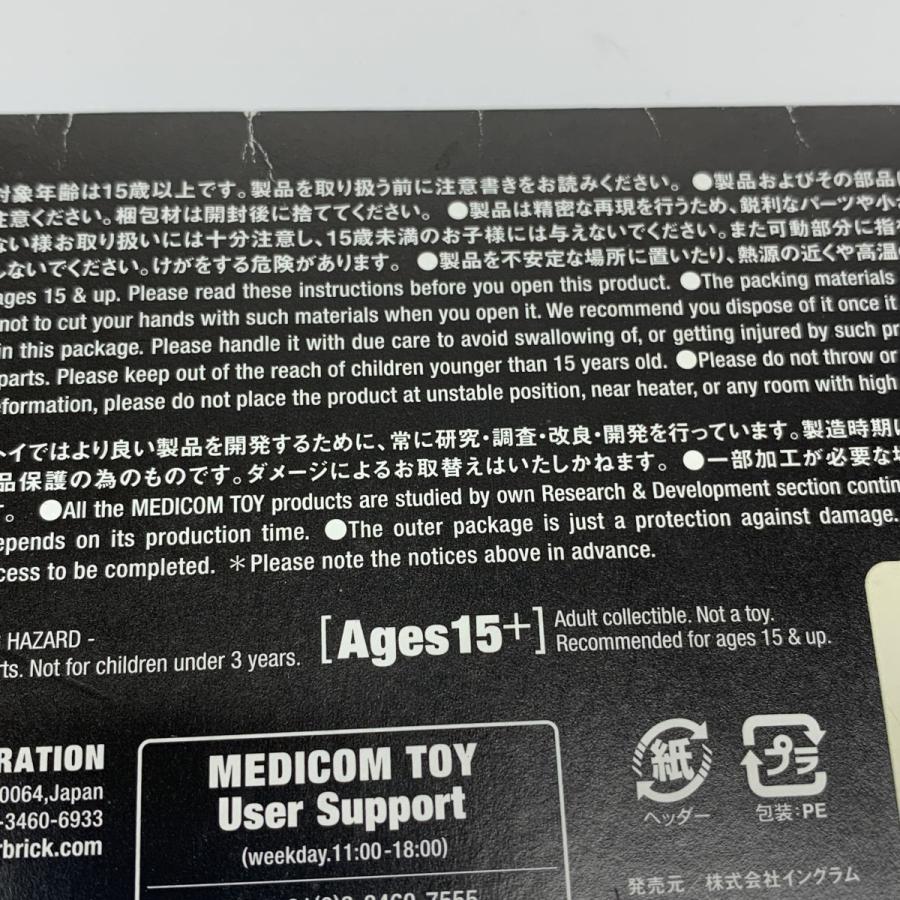 対象年齢は15歳以上です。製品を取り扱う前に注意書きをお読みください。 ●製品およびその部品
注意ください。梱包材は開封後に捨ててください。 ●製品は精密な再現を行うため、鋭利なパーツや小
ない様お取り扱いには十分注意し、15歳未満のお子様には与えないでください。また可動部分に指
しないでください。けがをする危険があります。 ●製品を不安定な場所に置いたり、熱源の近くや高温
ages 15 & up. Please read these instructions before you open this product. ●The packing materials
not to cut your hands with such materials when you open it. We recommend you dispose of it once it
in this package. Please handle it with due care to avoid swallowing of, or getting injured by such
parts. Please keep out of the reach of children younger than 15 years old. ●Please do not throw or
eformation, please do not place the product at unstable position, near heater, or any room with high
トイではより良い製品を開発するために、常に研究・調査・改良・開発を行っています。製造時期
品保護の為のものです。ダメージによるお取替えはいたしかねます。 ●一部加工が必要な
す。 ●All the MEDICOM TOY products are studied by own Research & Development section contin
epends on its production time. ●The outer package is just a protection against damage.
cess to be completed. ＊Please note the notices above in advance.
HAZARD -
rts. Not for children under 3 years.
[Ages15+]
Adult collectible. Not a toy.
Recommended for ages 15 & up.
RATION
0064,Japan
-3460-6933
rbrick.com
MEDICOM TOY
User Support
(weekday.11:00-18:00)
3460-7555
紙
ヘッダー
プラ
包装:PE
発売元／株式会社イングラム